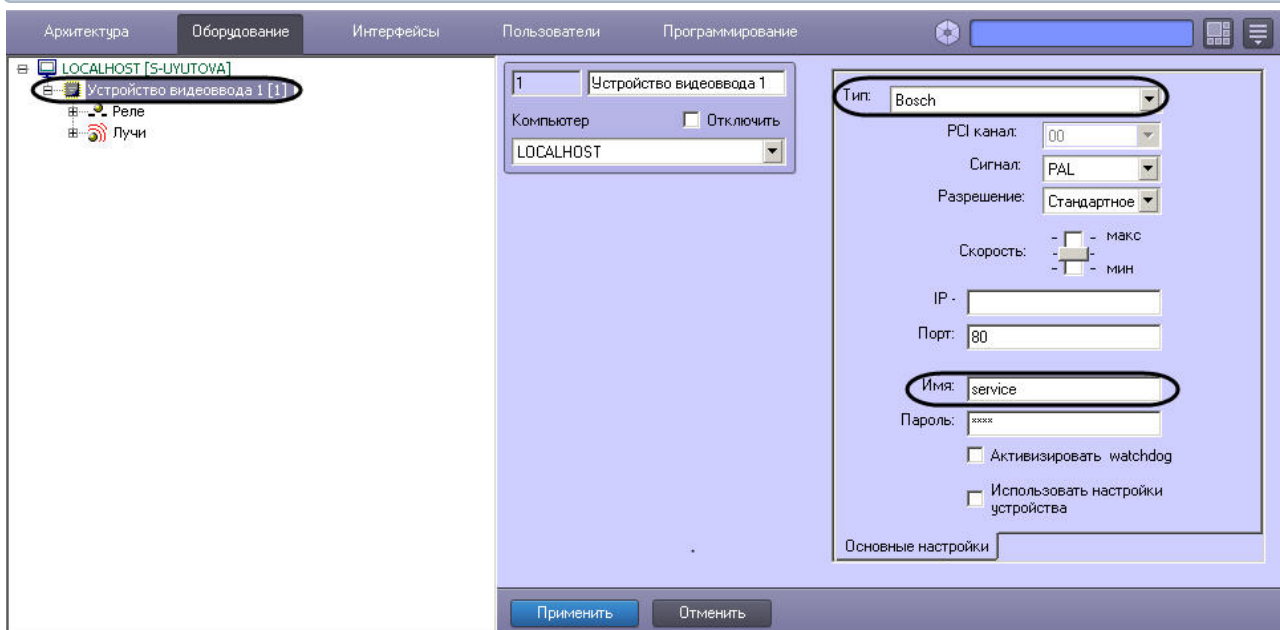 Архитектура Оборудование Интерфейсы Пользователи Программирование
LOCALHOST [S-UYUTOVA]
Устройство видеоввода 1 [1]
Реле
Лучи
1 Устройство видеоввода 1
Компьютер Отключить
LOCALHOST
Тип: Bosch
PCI канал: 00
Сигнал: PAL
Разрешение: Стандартное
Скорость: макс
мин
IP -
Порт: 80
Имя: service
Пароль: ××××
Активизировать watchdog
Использовать настройки
устройства
Основные настройки
Применить Отменить